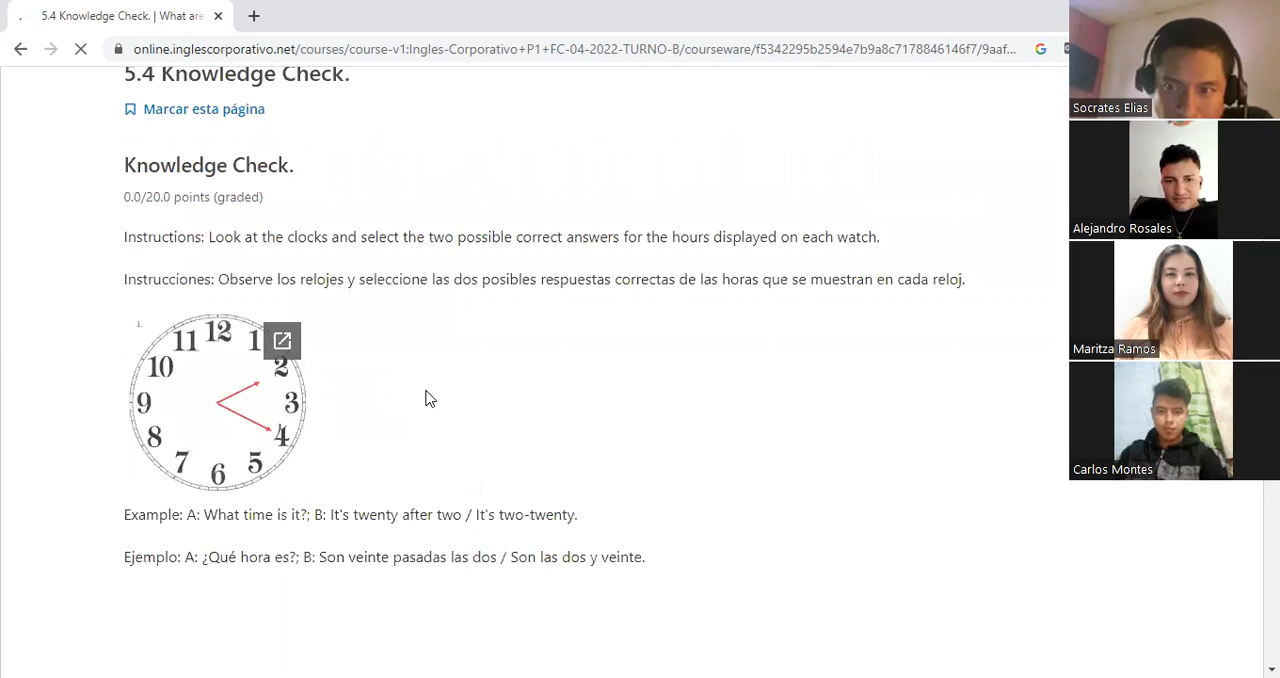 5.4 Knowledge Check. | What are
online.inglescorporativo.net/courses/course-v1:Ingles-Corporativo+P1+FC-04-2022-TURNO-B/courseware/f5342295b2594e7b9a8c7178846146f7/9aaf...
5.4 Knowledge Check.
Marcar esta página
Knowledge Check.
0.0/20.0 points (graded)
Instructions: Look at the clocks and select the two possible correct answers for the hours displayed on each watch.
Instrucciones: Observe los relojes y seleccione las dos posibles respuestas correctas de las horas que se muestran en cada reloj.
1.
12
11
1
10
2
9
3
8
4
7
5
6
Example: A: What time is it?; B: It's twenty after two / It's two-twenty.
Ejemplo: A: ¿Qué hora es?; B: Son veinte pasadas las dos / Son las dos y veinte.
Socrates Elias
Alejandro Rosales
Maritza Ramos
Carlos Montes